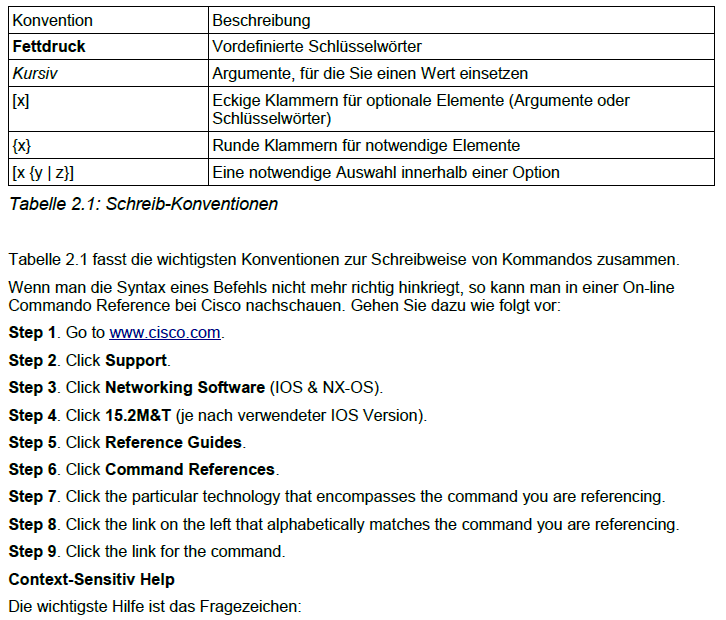 Konvention Beschreibung
Fettdruck Vordefinierte Schlüsselwörter
Kursiv Argumente, für die Sie einen Wert einsetzen
[x] Eckige Klammern für optionale Elemente (Argumente oder
Schlüsselwörter)
{x} Runde Klammern für notwendige Elemente
[x {y | z}] Eine notwendige Auswahl innerhalb einer Option
Tabelle 2.1: Schreib-Konventionen
Tabelle 2.1 fasst die wichtigsten Konventionen zur Schreibweise von Kommandos zusammen.
Wenn man die Syntax eines Befehls nicht mehr richtig hinkriegt, so kann man in einer On-line
Commando Reference bei Cisco nachschauen. Gehen Sie dazu wie folgt vor:
Step 1. Go to www.cisco.com.
Step 2. Click Support.
Step 3. Click Networking Software (IOS & NX-OS).
Step 4. Click 15.2M&T (je nach verwendeter IOS Version).
Step 5. Click Reference Guides.
Step 6. Click Command References.
Step 7. Click the particular technology that encompasses the command you are referencing.
Step 8. Click the link on the left that alphabetically matches the command you are referencing.
Step 9. Click the link for the command.
Context-Sensitiv Help
Die wichtigste Hilfe ist das Fragezeichen: